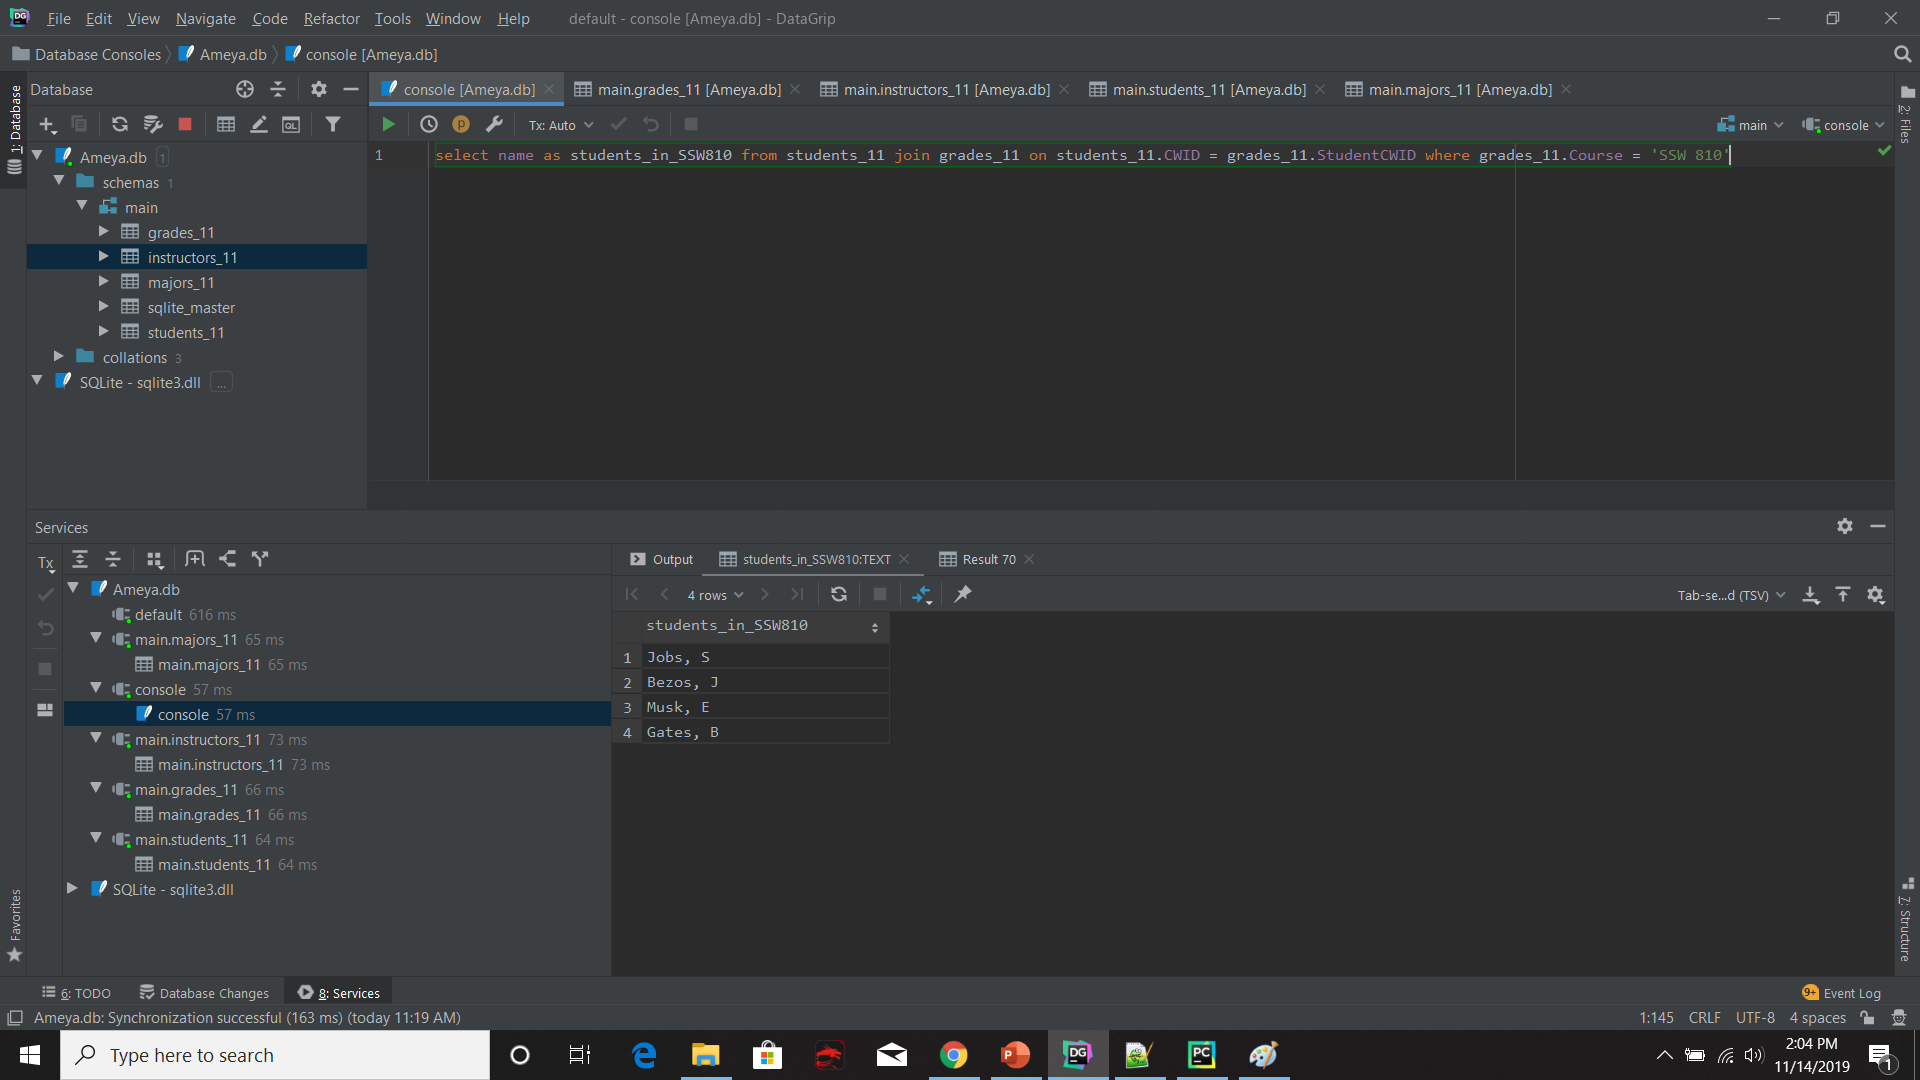 File Edit View Navigate Code Refactor Tools Window Help default - console [Ameya.db] - DataGrip
Database Consoles Ameya.db console [Ameya.db]
1: Database
Database
console [Ameya.db] main.grades_11 [Ameya.db] main.instructors_11 [Ameya.db] main.students_11 [Ameya.db] main.majors_11 [Ameya.db]
2: Files
Tx: Auto main console
Ameya.db 1
schemas 1
main
grades_11
instructors_11
majors_11
sqlite_master
students_11
collations 3
SQLite - sqlite3.dll ...
1 select name as students_in_SSW810 from students_11 join grades_11 on students_11.CWID = grades_11.StudentCWID where grades_11.Course = 'SSW 810'
Services
Tx
Ameya.db
default 616 ms
main.majors_11 65 ms
main.majors_11 65 ms
console 57 ms
console 57 ms
main.instructors_11 73 ms
main.instructors_11 73 ms
main.grades_11 66 ms
main.grades_11 66 ms
main.students_11 64 ms
main.students_11 64 ms
SQLite - sqlite3.dll
Output students_in_SSW810:TEXT Result 70
4 rows Tab-se...d (TSV)
students_in_SSW810
1 Jobs, S
2 Bezos, J
3 Musk, E
4 Gates, B
Favorites
7: Structure
6: TODO Database Changes 8: Services 9+ Event Log
Ameya.db: Synchronization successful (163 ms) (today 11:19 AM) 1:145 CRLF UTF-8 4 spaces
Type here to search
2:04 PM
11/14/2019
1